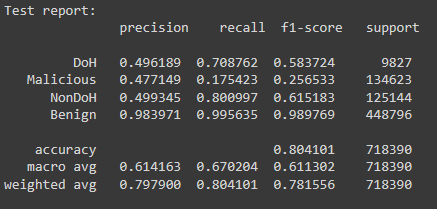 Test report:
precision recall f1-score support
DoH 0.496189 0.708762 0.583724 9827
Malicious 0.477149 0.175423 0.256533 134623
NonDoH 0.499345 0.800997 0.615183 125144
Benign 0.983971 0.995635 0.989769 448796
accuracy 0.804101 718390
macro avg 0.614163 0.670204 0.611302 718390
weighted avg 0.797900 0.804101 0.781556 718390